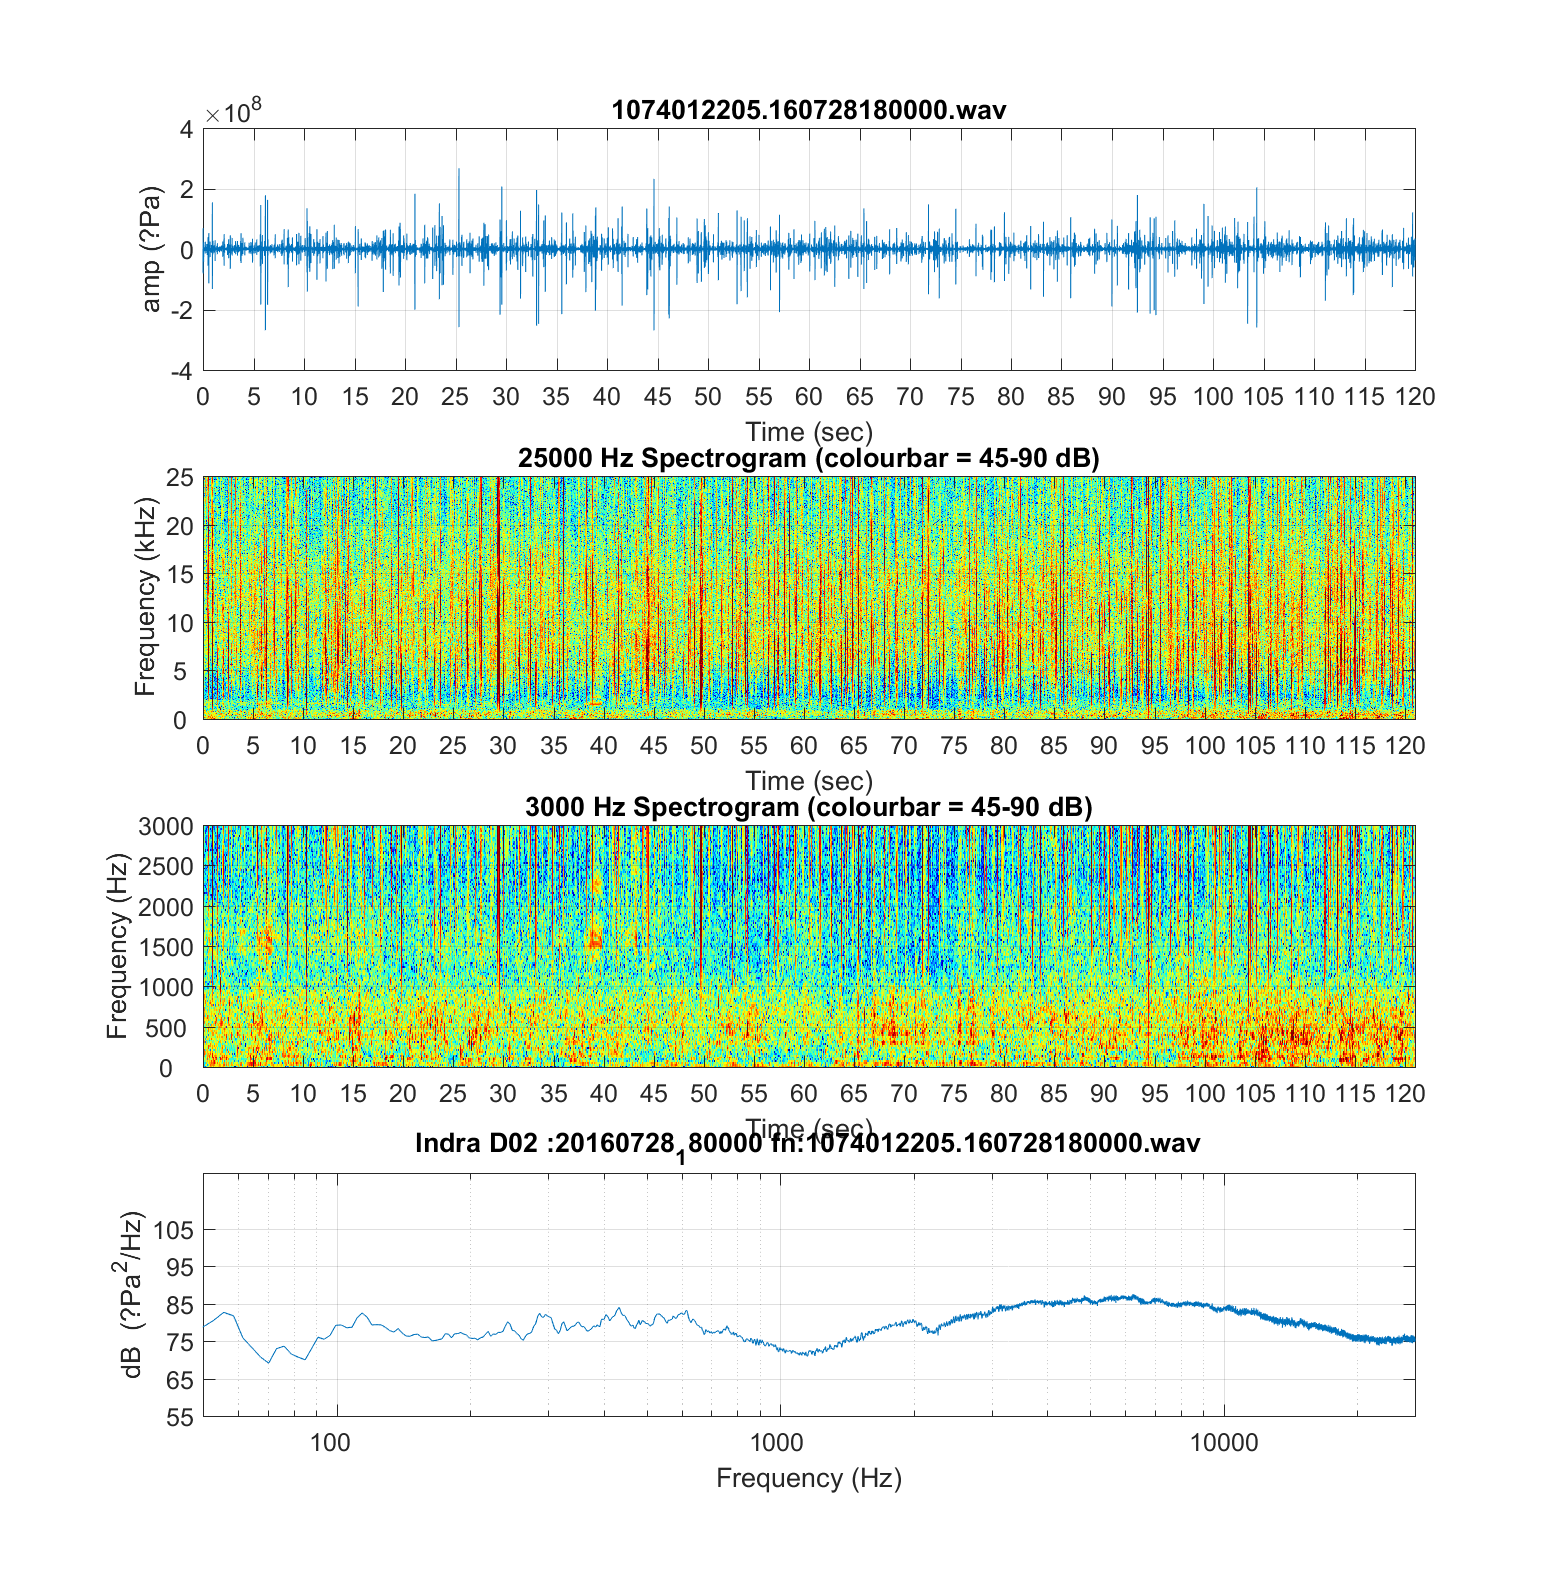 ×10⁸
1074012205.160728180000.wav
amp (?Pa)
4
2
0
-2
-4
0 5 10 15 20 25 30 35 40 45 50 55 60 65 70 75 80 85 90 95 100 105 110 115 120
Time (sec)
25000 Hz Spectrogram (colourbar = 45-90 dB)
Frequency (kHz)
25
20
15
10
5
0
0 5 10 15 20 25 30 35 40 45 50 55 60 65 70 75 80 85 90 95 100 105 110 115 120
Time (sec)
3000 Hz Spectrogram (colourbar = 45-90 dB)
Frequency (Hz)
3000
2500
2000
1500
1000
500
0
0 5 10 15 20 25 30 35 40 45 50 55 60 65 70 75 80 85 90 95 100 105 110 115 120
Time (sec)
Indra D02 :20160728₁80000 fn:1074012205.160728180000.wav
dB (?Pa²/Hz)
105
95
85
75
65
55
100 1000 10000
Frequency (Hz)